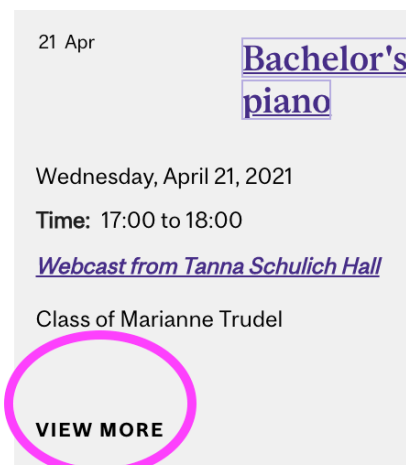 21 Apr
Bachelor's
piano
Wednesday, April 21, 2021
Time: 17:00 to 18:00
Webcast from Tanna Schulich Hall
Class of Marianne Trudel
VIEW MORE